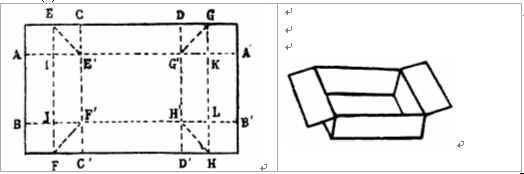 E C D G
A I E' G' K A'
B J F' H' L B'
F C' D' H